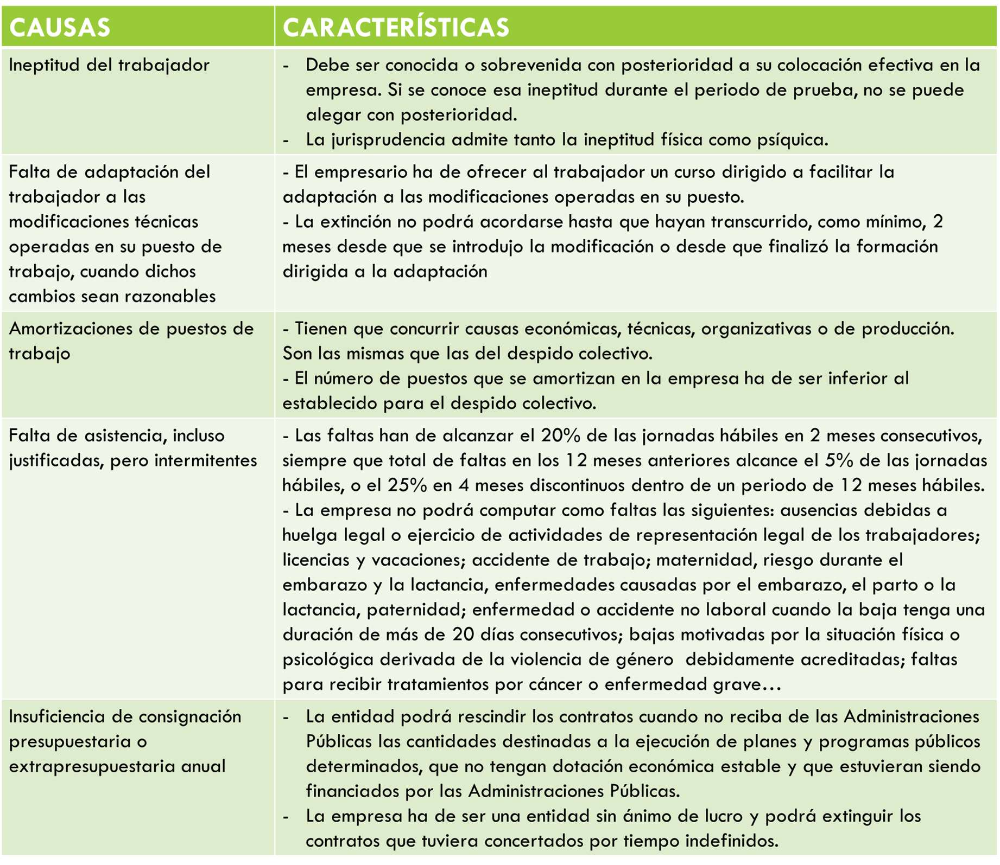 CAUSAS
CARACTERÍSTICAS
Ineptitud del trabajador
- Debe ser conocida o sobrevenida con posterioridad a su colocación efectiva en la
empresa. Si se conoce esa ineptitud durante el periodo de prueba, no se puede
alegar con posterioridad.
- La jurisprudencia admite tanto la ineptitud física como psíquica.
Falta de adaptación del
trabajador a las
modificaciones técnicas
operadas en su puesto de
trabajo, cuando dichos
cambios sean razonables
- El empresario ha de ofrecer al trabajador un curso dirigido a facilitar la
adaptación a las modificaciones operadas en su puesto.
- La extinción no podrá acordarse hasta que hayan transcurrido, como mínimo, 2
meses desde que se introdujo la modificación o desde que finalizó la formación
dirigida a la adaptación
Amortizaciones de puestos de
trabajo
- Tienen que concurrir causas económicas, técnicas, organizativas o de producción.
Son las mismas que las del despido colectivo.
- El número de puestos que se amortizan en la empresa ha de ser inferior al
establecido para el despido colectivo.
Falta de asistencia, incluso
justificadas, pero intermitentes
- Las faltas han de alcanzar el 20% de las jornadas hábiles en 2 meses consecutivos,
siempre que total de faltas en los 12 meses anteriores alcance el 5% de las jornadas
hábiles, o el 25% en 4 meses discontinuos dentro de un periodo de 12 meses hábiles.
- La empresa no podrá computar como faltas las siguientes: ausencias debidas a
huelga legal o ejercicio de actividades de representación legal de los trabajadores;
licencias y vacaciones; accidente de trabajo; maternidad, riesgo durante el
embarazo y la lactancia, enfermedades causadas por el embarazo, el parto o la
lactancia, paternidad; enfermedad o accidente no laboral cuando la baja tenga una
duración de más de 20 días consecutivos; bajas motivadas por la situación física o
psicológica derivada de la violencia de género debidamente acreditadas; faltas
para recibir tratamientos por cáncer o enfermedad grave…
Insuficiencia de consignación
presupuestaria o
extrapresupuestaria anual
- La entidad podrá rescindir los contratos cuando no reciba de las Administraciones
Públicas las cantidades destinadas a la ejecución de planes y programas públicos
determinados, que no tengan dotación económica estable y que estuvieran siendo
financiados por las Administraciones Públicas.
- La empresa ha de ser una entidad sin ánimo de lucro y podrá extinguir los
contratos que tuviera concertados por tiempo indefinidos.